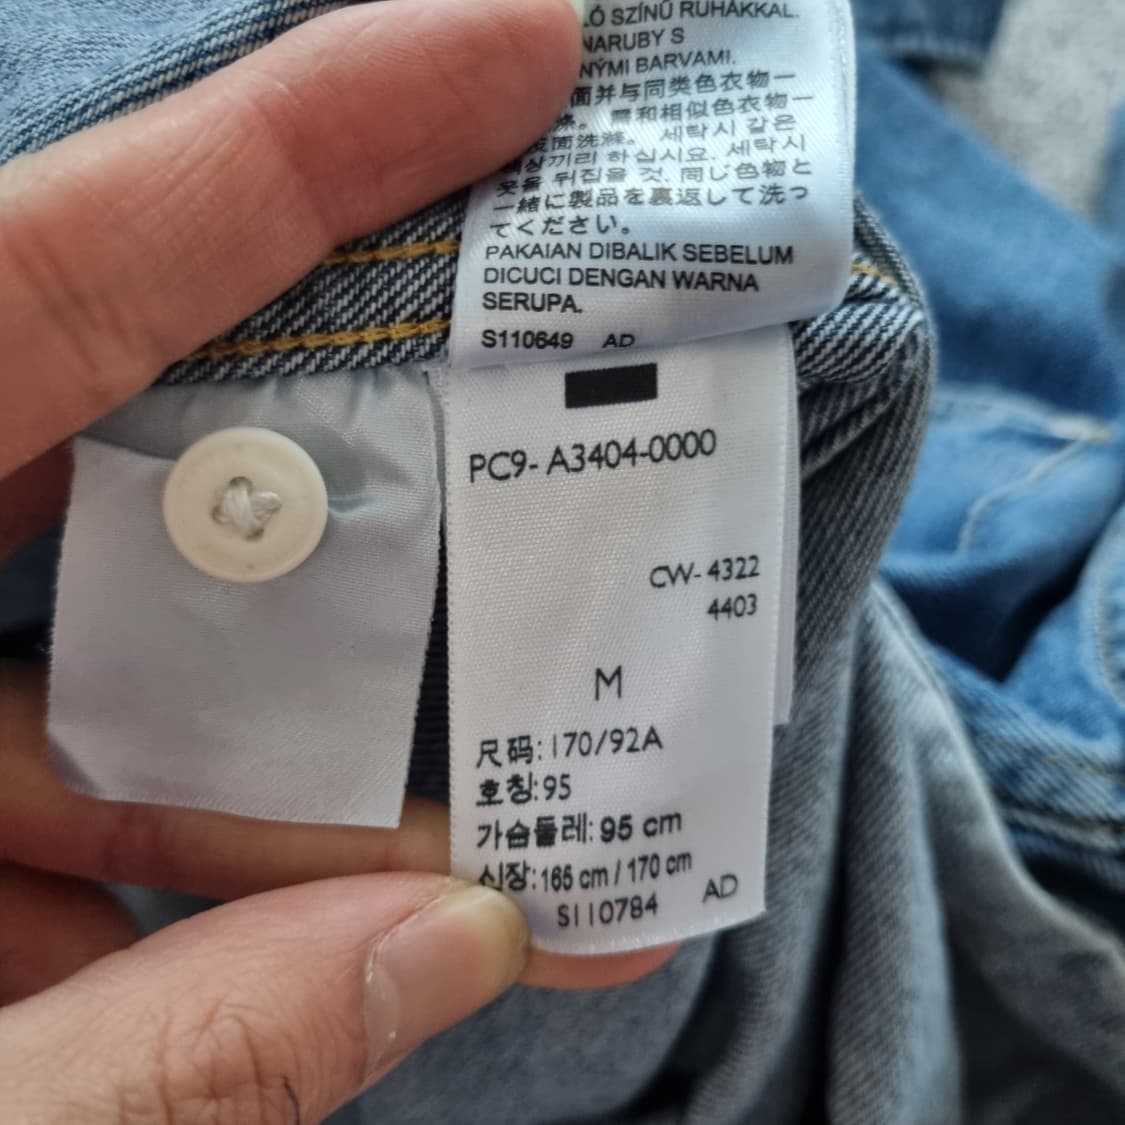 Ó SZÍNŰ RUHÁKKAL.
NARUBY S
NÝMI BARVAMI.
面并与同类色衣物一
涤。需和相似色衣物一
反面洗滌。 세탁시 같은
색상끼리 하십시요. 세탁시
옷을 뒤집을 것. 同じ色物と
一緒に製品を裏返して洗っ
てください。
PAKAIAN DIBALIK SEBELUM
DICUCI DENGAN WARNA
SERUPA.
S110649 AD
PC9- A3404-0000
CW- 4322
4403
M
尺码: 170/92A
호칭: 95
가슴둘레: 95 cm
신장: 165 cm / 170 cm
S110784 AD